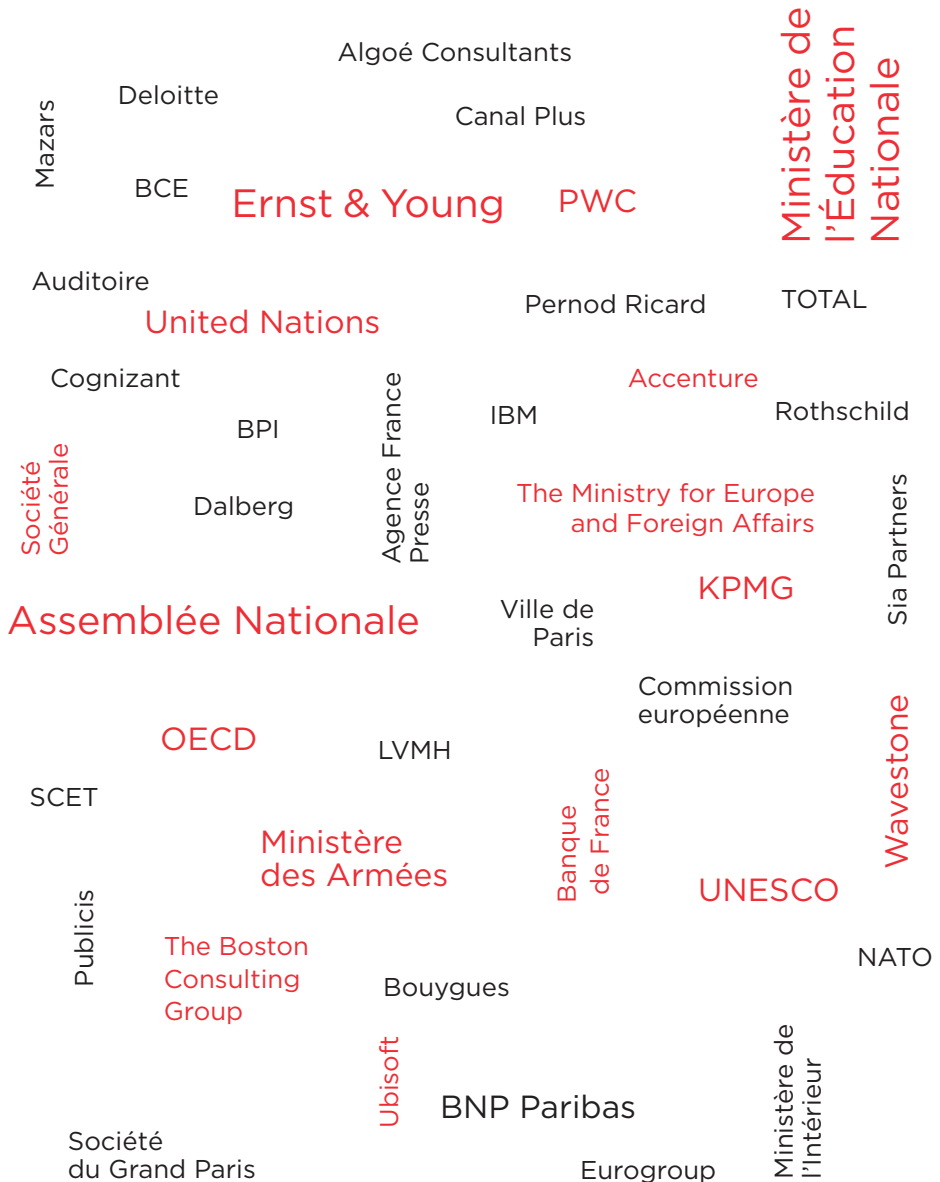 Algoé Consultants
Ministère de
l'Éducation
Nationale
Deloitte
Mazars
Canal Plus
BCE
Ernst & Young
PWC
Auditoire
United Nations
Pernod Ricard
TOTAL
Cognizant
Agence France
Presse
Accenture
IBM
Rothschild
BPI
Société
Générale
Dalberg
The Ministry for Europe
and Foreign Affairs
Sia Partners
KPMG
Assemblée Nationale
Ville de
Paris
Commission
européenne
Wavestone
OECD
LVMH
SCET
Banque
de France
Ministère
des Armées
UNESCO
Publicis
The Boston
Consulting
Group
NATO
Bouygues
Ubisoft
Ministère de
l'Intérieur
BNP Paribas
Société
du Grand Paris
Eurogroup